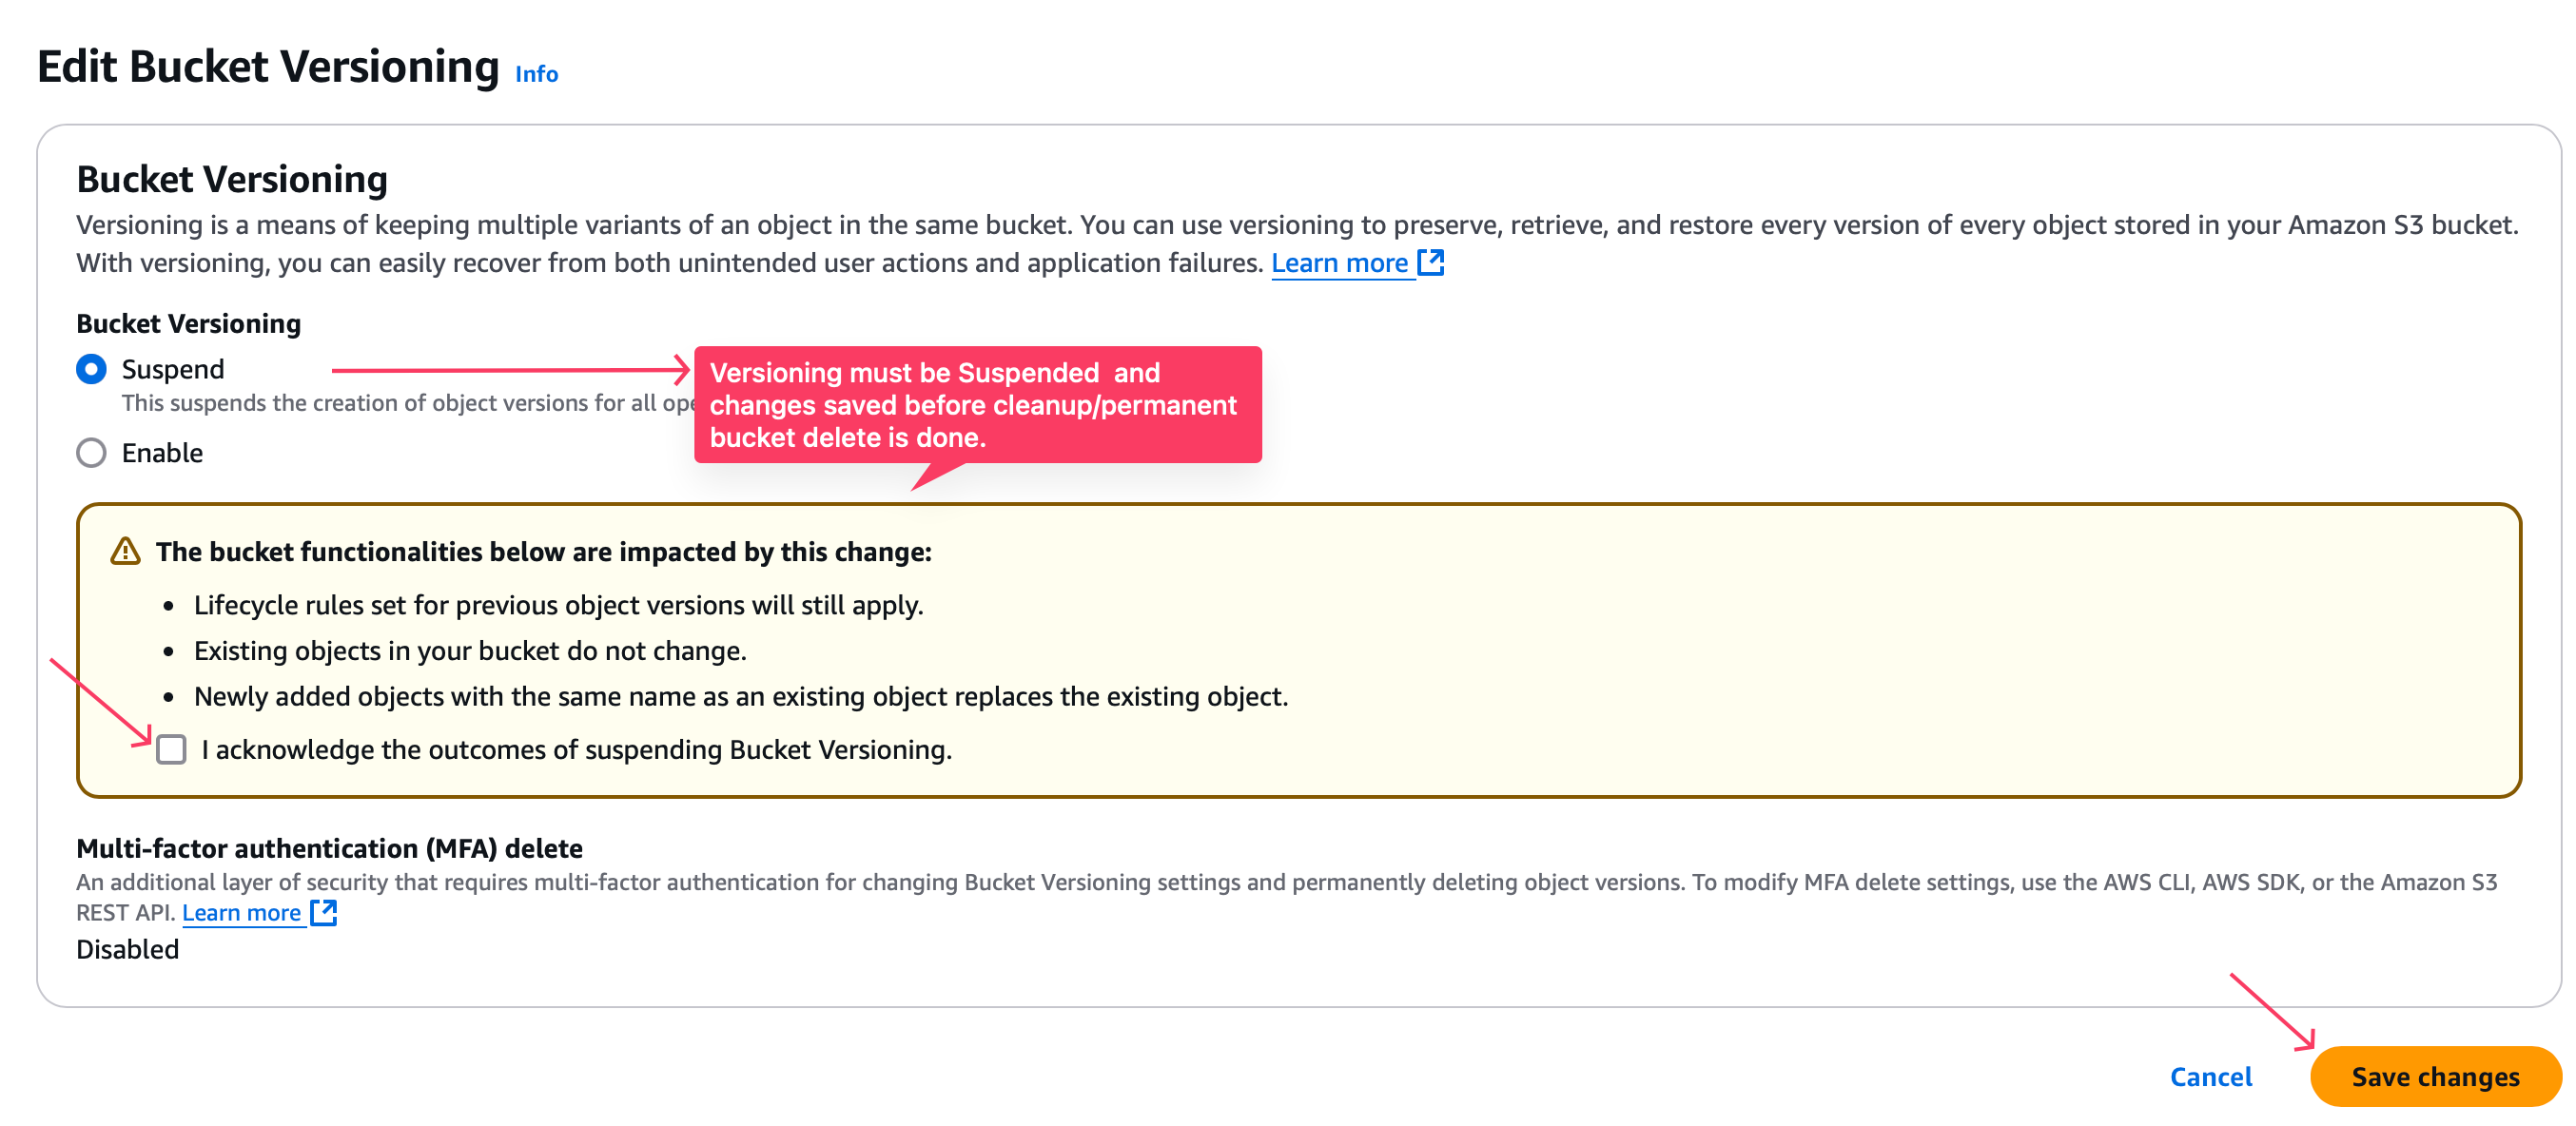 Edit Bucket Versioning Info
Bucket Versioning
Versioning is a means of keeping multiple variants of an object in the same bucket. You can use versioning to preserve, retrieve, and restore every version of every object stored in your Amazon S3 bucket.
With versioning, you can easily recover from both unintended user actions and application failures. Learn more
Bucket Versioning
Suspend
This suspends the creation of object versions for all
Versioning must be Suspended and
changes saved before cleanup/permanent
bucket delete is done.
Enable
The bucket functionalities below are impacted by this change:
• Lifecycle rules set for previous object versions will still apply.
• Existing objects in your bucket do not change.
• Newly added objects with the same name as an existing object replaces the existing object.
I acknowledge the outcomes of suspending Bucket Versioning.
Multi-factor authentication (MFA) delete
An additional layer of security that requires multi-factor authentication for changing Bucket Versioning settings and permanently deleting object versions. To modify MFA delete settings, use the AWS CLI, AWS SDK, or the Amazon S3
REST API. Learn more
Disabled
Cancel
Save changes